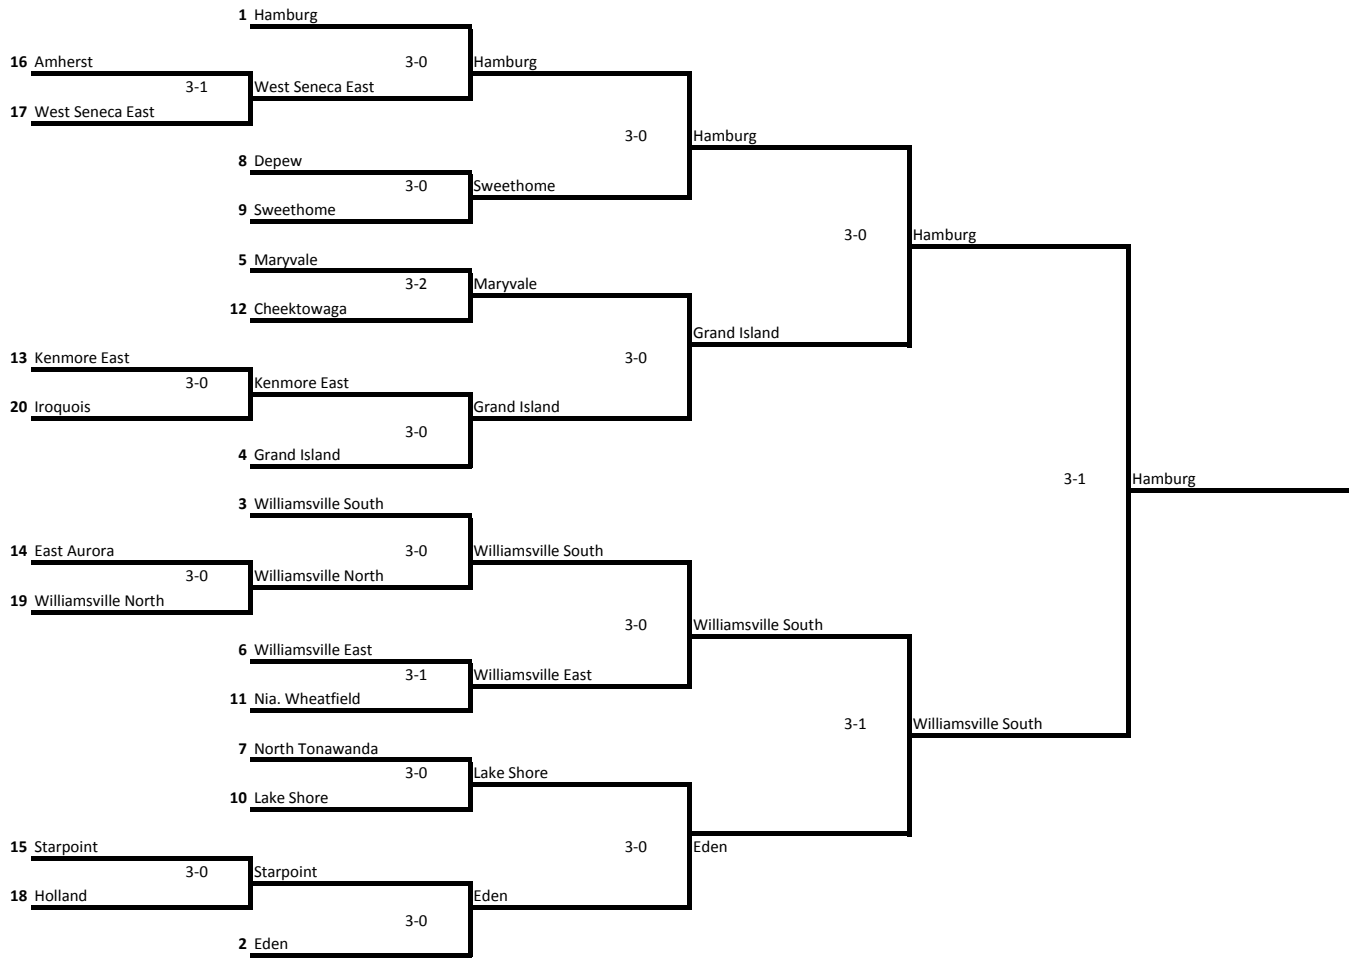 1 Hamburg
16 Amherst
3-0
Hamburg
3-1
West Seneca East
17 West Seneca East
3-0
Hamburg
8 Depew
3-0
Sweethome
9 Sweethome
3-0
Hamburg
5 Maryvale
3-2
Maryvale
12 Cheektowaga
Grand Island
13 Kenmore East
3-0
3-0
Kenmore East
20 Iroquois
Grand Island
3-0
4 Grand Island
3-1
Hamburg
3 Williamsville South
14 East Aurora
3-0
Williamsville South
3-0
Williamsville North
19 Williamsville North
3-0
Williamsville South
6 Williamsville East
3-1
Williamsville East
11 Nia. Wheatfield
3-1
Williamsville South
7 North Tonawanda
3-0
Lake Shore
10 Lake Shore
15 Starpoint
3-0
Eden
3-0
Starpoint
18 Holland
Eden
3-0
2 Eden